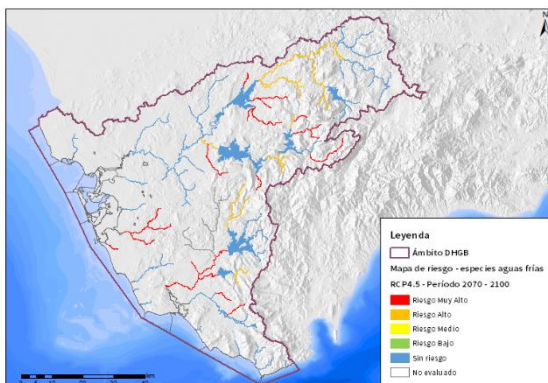 N
Leyenda
Ámbito DHGB
Mapa de riesgo - especies aguas frías
RCP4.5 - Período 2070 - 2100
Riesgo Muy Alto
Riesgo Alto
Riesgo Medio
Riesgo Bajo
Sin riesgo
No evaluado